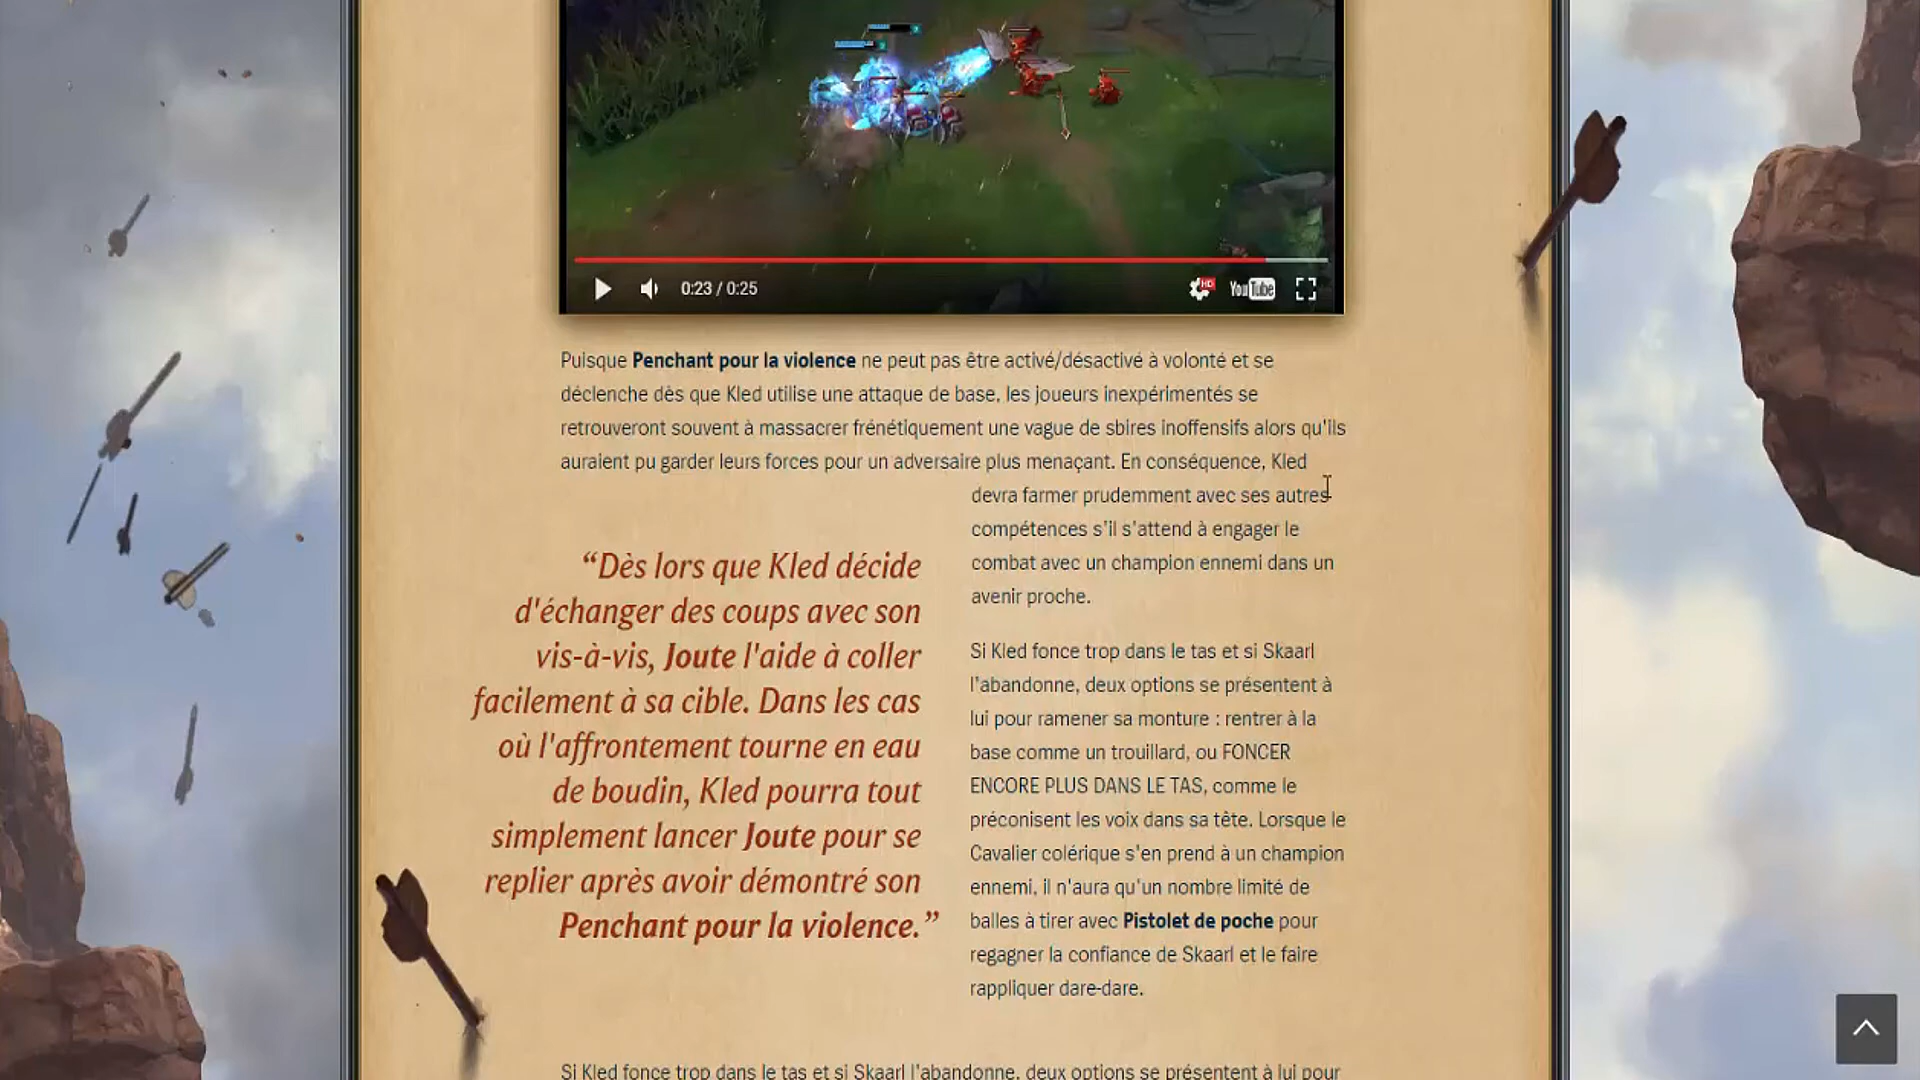 0:23 / 0:25
HD
YouTube
Puisque Penchant pour la violence ne peut pas être activé/désactivé à volonté et se
déclenche dès que Kled utilise une attaque de base, les joueurs inexpérimentés se
retrouveront souvent à massacrer frénétiquement une vague de sbires inoffensifs alors qu'ils
auraient pu garder leurs forces pour un adversaire plus menaçant. En conséquence, Kled
devra farmer prudemment avec ses autres
compétences s'il s'attend à engager le
combat avec un champion ennemi dans un
avenir proche.
“Dès lors que Kled décide
d'échanger des coups avec son
vis-à-vis, Joute l'aide à coller
facilement à sa cible. Dans les cas
où l'affrontement tourne en eau
de boudin, Kled pourra tout
simplement lancer Joute pour se
replier après avoir démontré son
Penchant pour la violence.”
Si Kled fonce trop dans le tas et si Skaarl
l'abandonne, deux options se présentent à
lui pour ramener sa monture : rentrer à la
base comme un trouillard, ou FONCER
ENCORE PLUS DANS LE TAS, comme le
préconisent les voix dans sa tête. Lorsque le
Cavalier colérique s'en prend à un champion
ennemi, il n'aura qu'un nombre limité de
balles à tirer avec Pistolet de poche pour
regagner la confiance de Skaarl et le faire
rappliquer dare-dare.
Si Kled fonce trop dans le tas et si Skaarl l'abandonne, deux options se présentent à lui pour